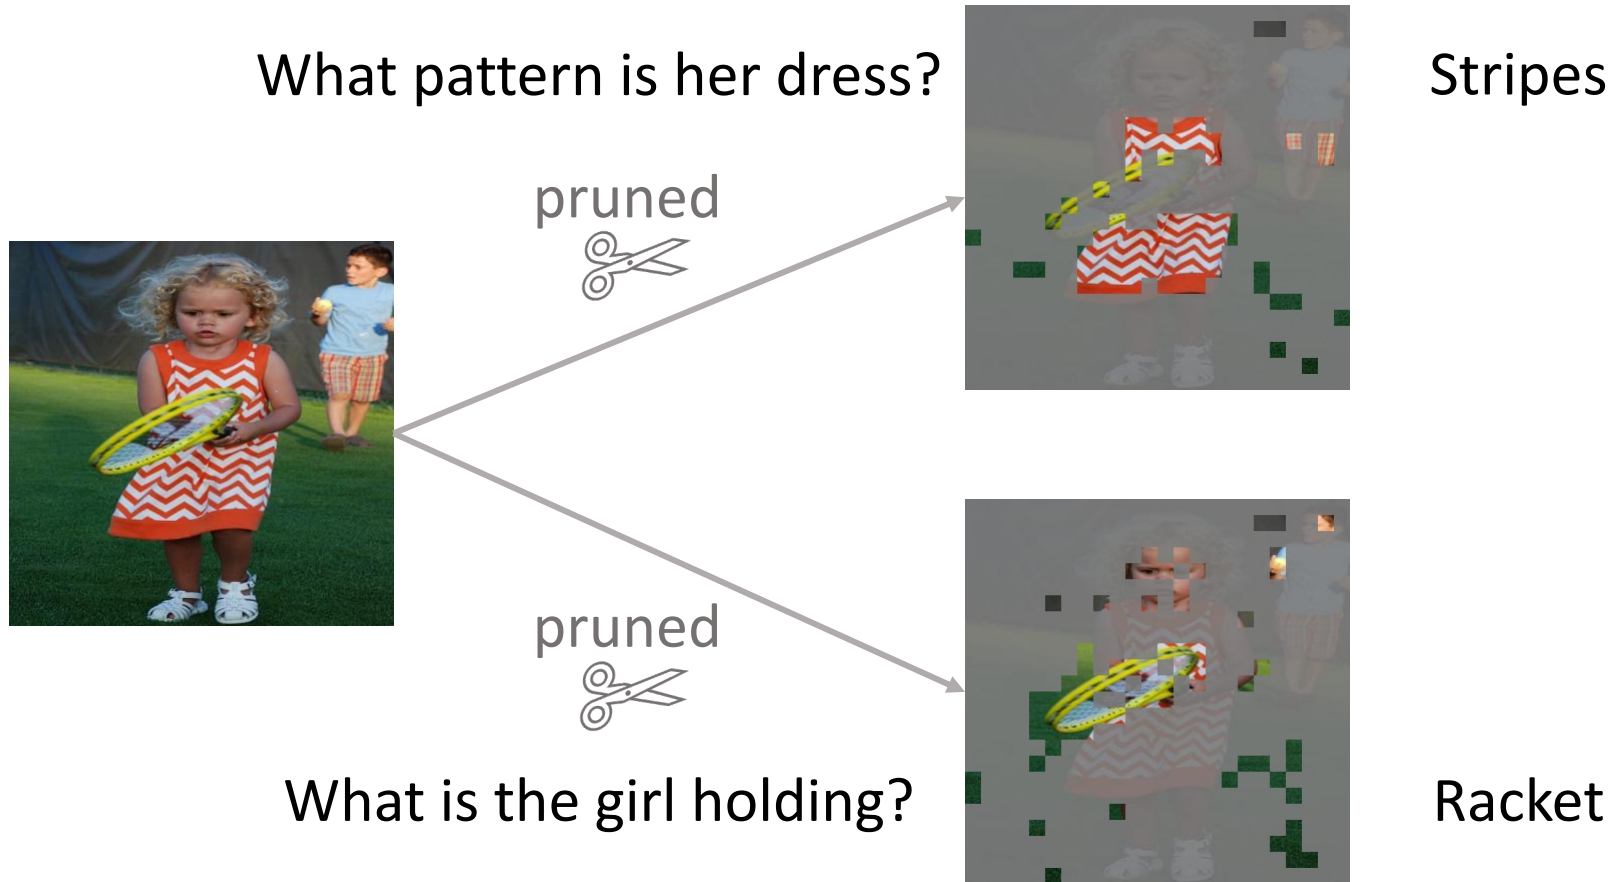 What pattern is her dress?
Stripes
pruned
pruned
What is the girl holding?
Racket